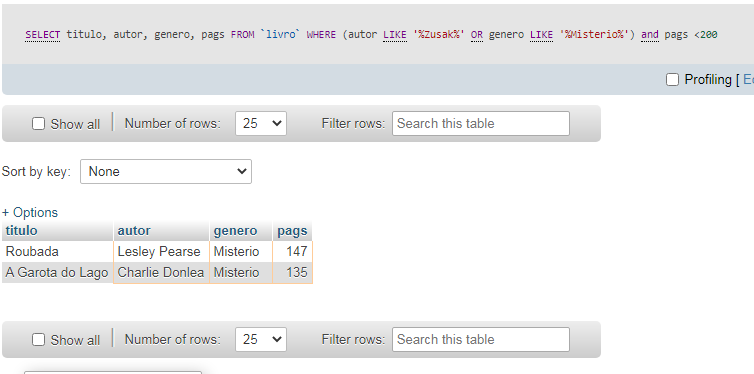 SELECT titulo, autor, genero, pags FROM `livro` WHERE (autor LIKE '%Zusak%' OR genero LIKE '%Misterio%') and pags <200
Profiling [
Show all Number of rows: 25 Filter rows: Search this table
Sort by key: None
+ Options
titulo autor genero pags
Roubada Lesley Pearse Misterio 147
A Garota do Lago Charlie Donlea Misterio 135
Show all Number of rows: 25 Filter rows: Search this table